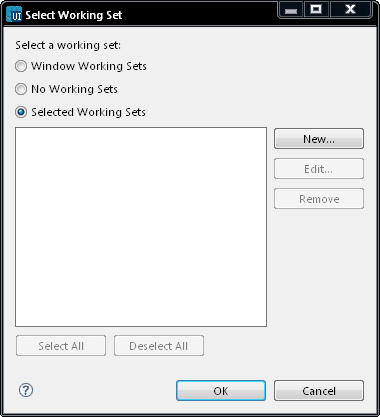 UI Select Working Set
Select a working set:
Window Working Sets
No Working Sets
Selected Working Sets
New...
Edit...
Remove
Select All Deselect All
? OK Cancel